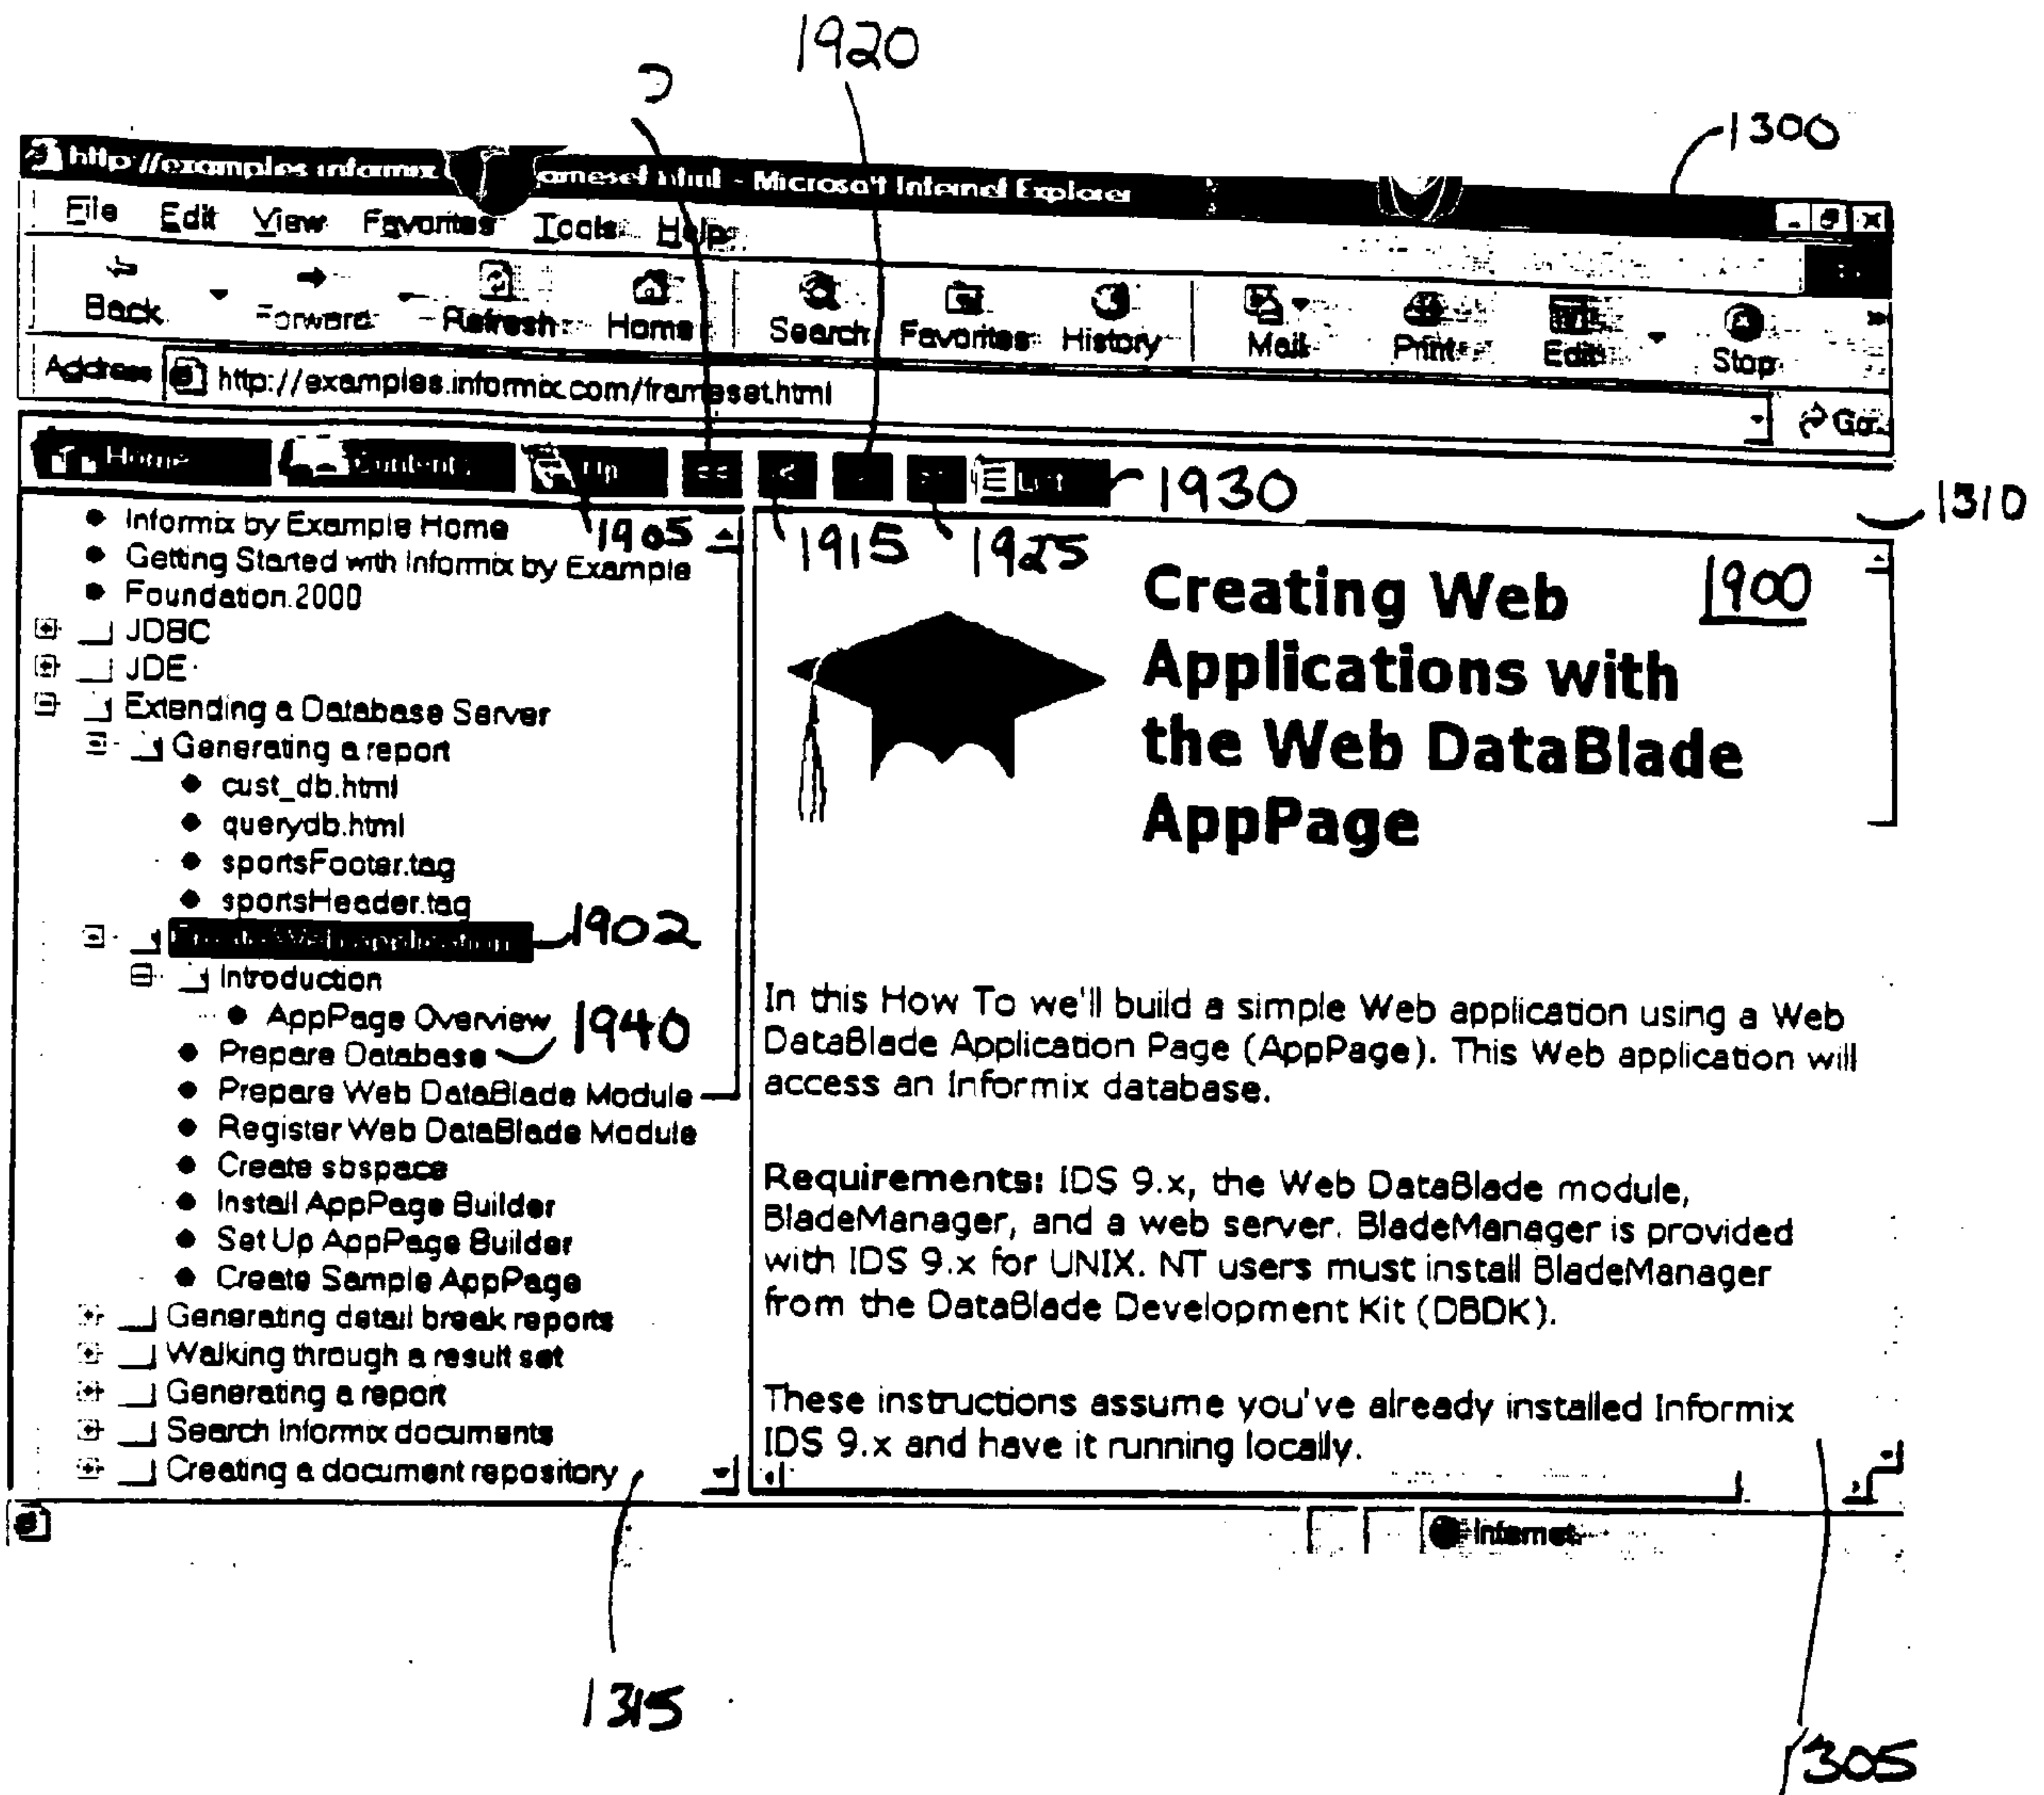 1920
1300
http://examples.informix ameset.html - Microsoft Internet Explorer
File Edit View Favorites Tools Help
Back Forward Refresh Home Search Favorites History Mail Print Edit Stop
Address http://examples.informix.com/frameset.html Go
Home Contents Up << < >> List 1930
1310
1905 1915 1925
Informix by Example Home
Getting Started with Informix by Example
Foundation.2000
JDBC
JDE
Extending a Database Server
Generating a report
cust_db.html
querydb.html
sportsFooter.tag
sportsHeader.tag
Create Web application 1902
Introduction
AppPage Overview 1940
Prepare Database
Prepare Web DataBlade Module
Register Web DataBlade Module
Create sbspace
Install AppPage Builder
Set Up AppPage Builder
Create Sample AppPage
Generating detail break reports
Walking through a result set
Generating a report
Search Informix documents
Creating a document repository
1900
Creating Web
Applications with
the Web DataBlade
AppPage
In this How To we'll build a simple Web application using a Web
DataBlade Application Page (AppPage). This Web application will
access an Informix database.
Requirements: IDS 9.x, the Web DataBlade module,
BladeManager, and a web server. BladeManager is provided
with IDS 9.x for UNIX. NT users must install BladeManager
from the DataBlade Development Kit (DBDK).
These instructions assume you've already installed Informix
IDS 9.x and have it running locally.
Internet
1315
1305